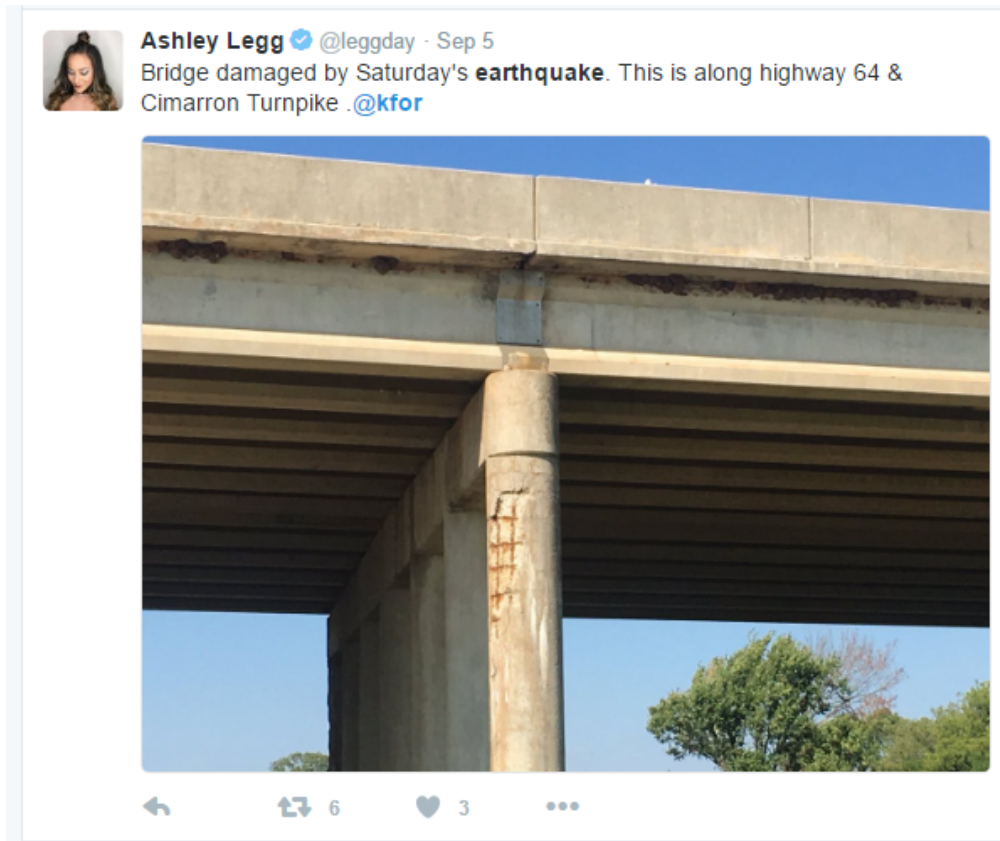 Ashley Legg @leggday · Sep 5
Bridge damaged by Saturday's earthquake. This is along highway 64 &
Cimarron Turnpike .@kfor
6 3